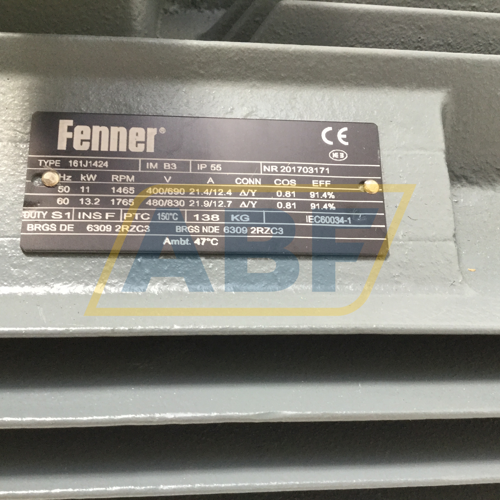 Fenner®
CE
TYPE 161J1424 IM B3 IP 55 NR 201703171
Hz kW RPM V A CONN COS EFF
50 11 1465 400/690 21.4/12.4 Δ/Y 0.81 91.4%
60 13.2 1765 480/830 21.9/12.7 Δ/Y 0.81 91.4%
DUTY S1 INS F PTC 150°C 138 KG IEC60034-1
BRGS DE 6309 2RZC3 BRGS NDE 6309 2RZC3
Ambt. 47°C
ABF